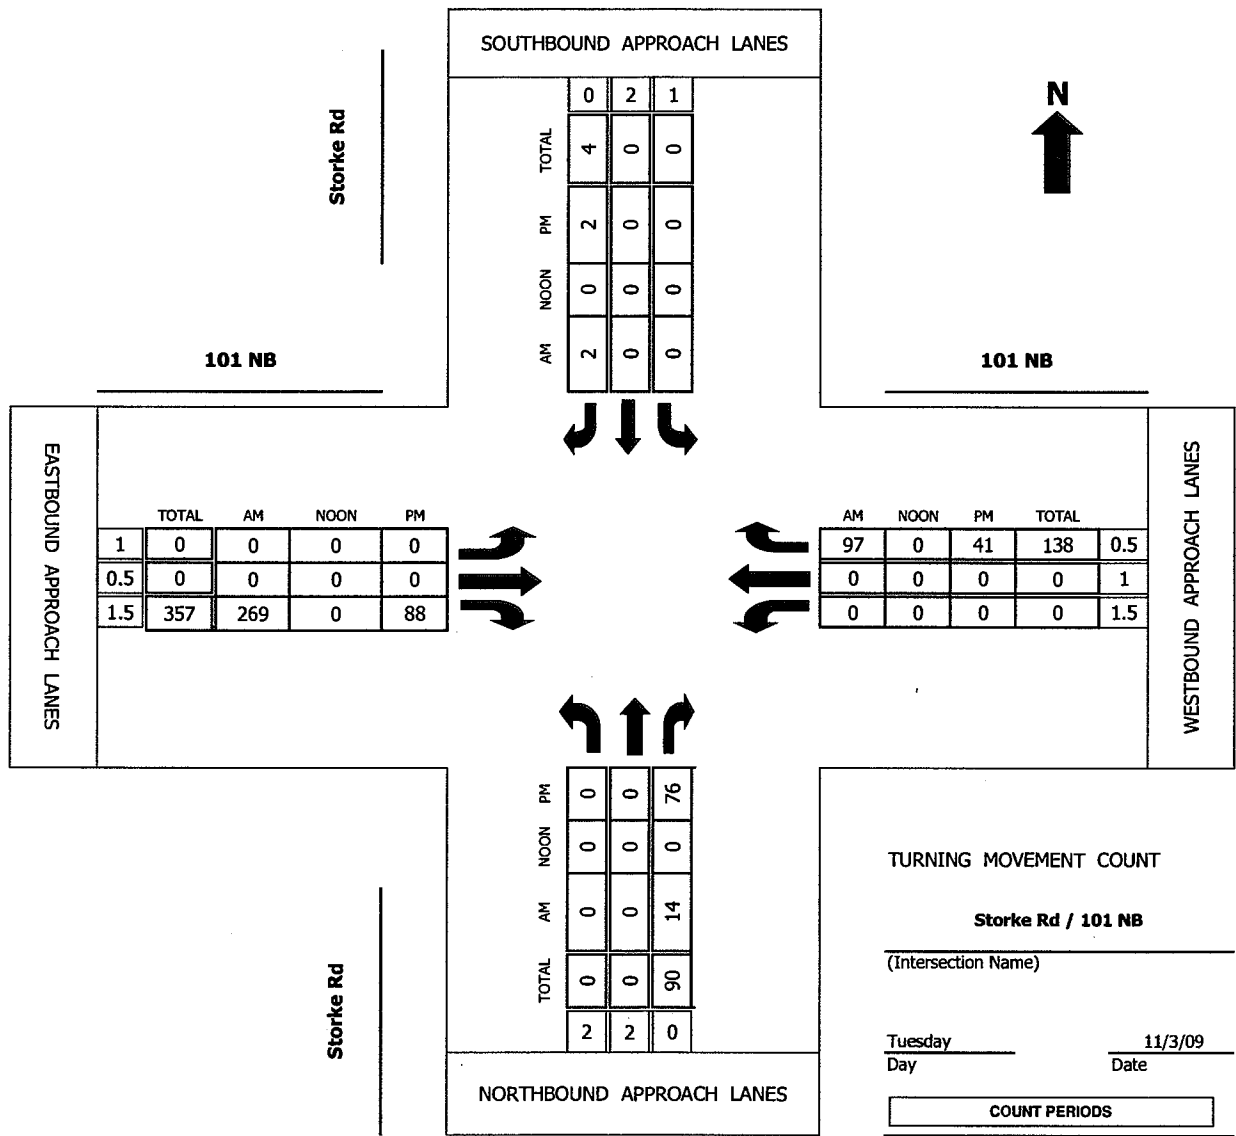 SOUTHBOUND APPROACH LANES
0 2 1
TOTAL 4 0 0
PM 2 0 0
NOON 0 0 0
AM 2 0 0
Storke Rd
N
101 NB
101 NB
EASTBOUND APPROACH LANES
TOTAL AM NOON PM
1 0 0 0 0
0.5 0 0 0 0
1.5 357 269 0 88
AM NOON PM TOTAL
97 0 41 138 0.5
0 0 0 0 1
0 0 0 0 1.5
WESTBOUND APPROACH LANES
PM 0 0 76
NOON 0 0 0
AM 0 0 14
TOTAL 0 0 90
2 2 0
NORTHBOUND APPROACH LANES
Storke Rd
TURNING MOVEMENT COUNT
Storke Rd / 101 NB
(Intersection Name)
Tuesday 11/3/09
Day Date
COUNT PERIODS